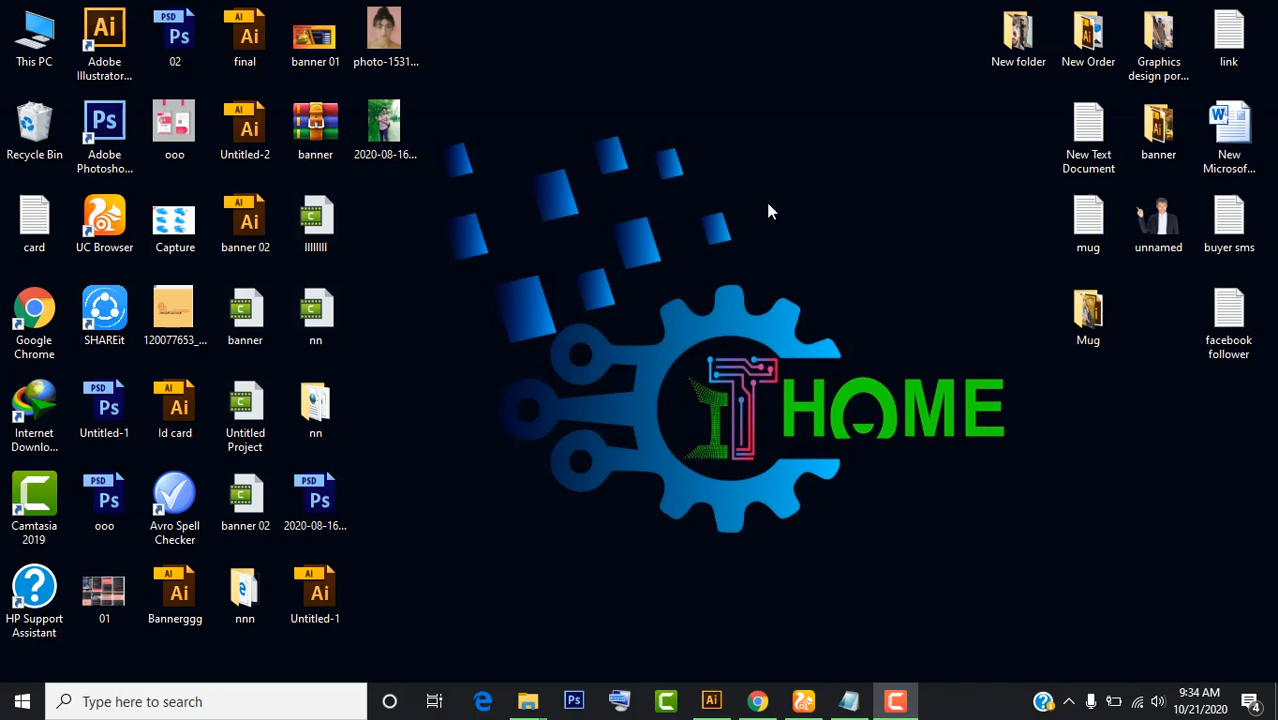 This PC
Adobe
Illustrator...
02
final
banner 01
photo-1531...
New folder
New Order
Graphics
design por...
link
Recycle Bin
Adobe
Photosho...
ooo
Untitled-2
banner
2020-08-16...
New Text
Document
banner
New
Microsof...
card
UC Browser
Capture
banner 02
llllllll
mug
unnamed
buyer sms
Google
Chrome
SHAREit
120077653_...
banner
nn
Mug
facebook
follower
iT HOME
Internet
Downlo...
Untitled-1
Id card
Untitled
Project
nn
Camtasia
2019
ooo
Avro Spell
Checker
banner 02
2020-08-16...
HP Support
Assistant
01
Bannerggg
nnn
Untitled-1
Type here to search
9:34 AM
10/21/2020
4